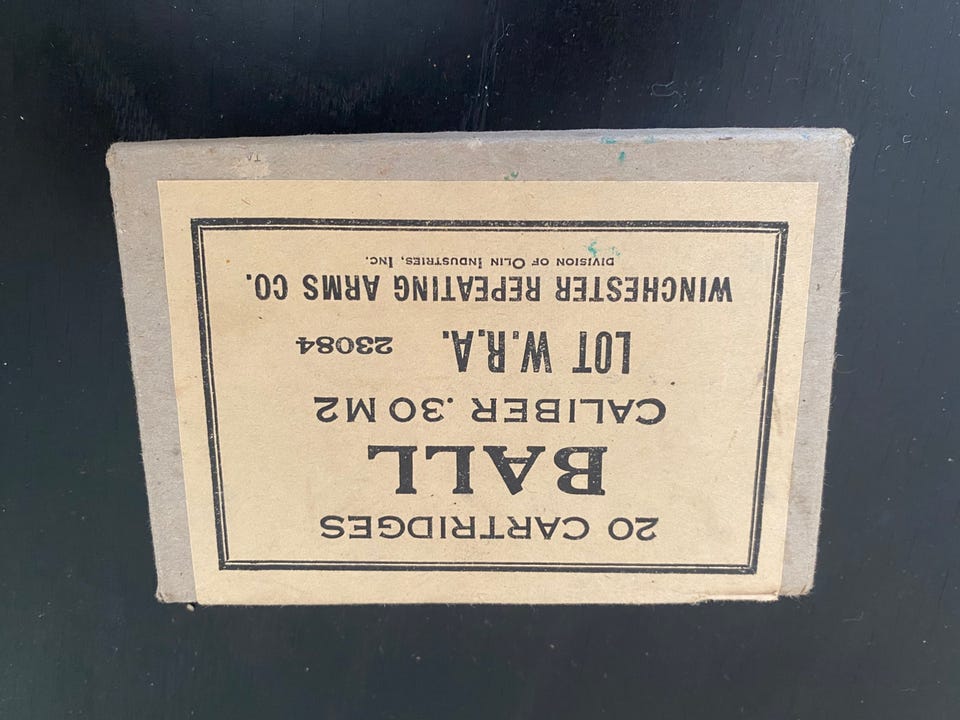 20 CARTRIDGES
BALL
CALIBER .30 M2
LOT W.R.A. 23084
WINCHESTER REPEATING ARMS CO.
DIVISION OF OLIN INDUSTRIES, INC.